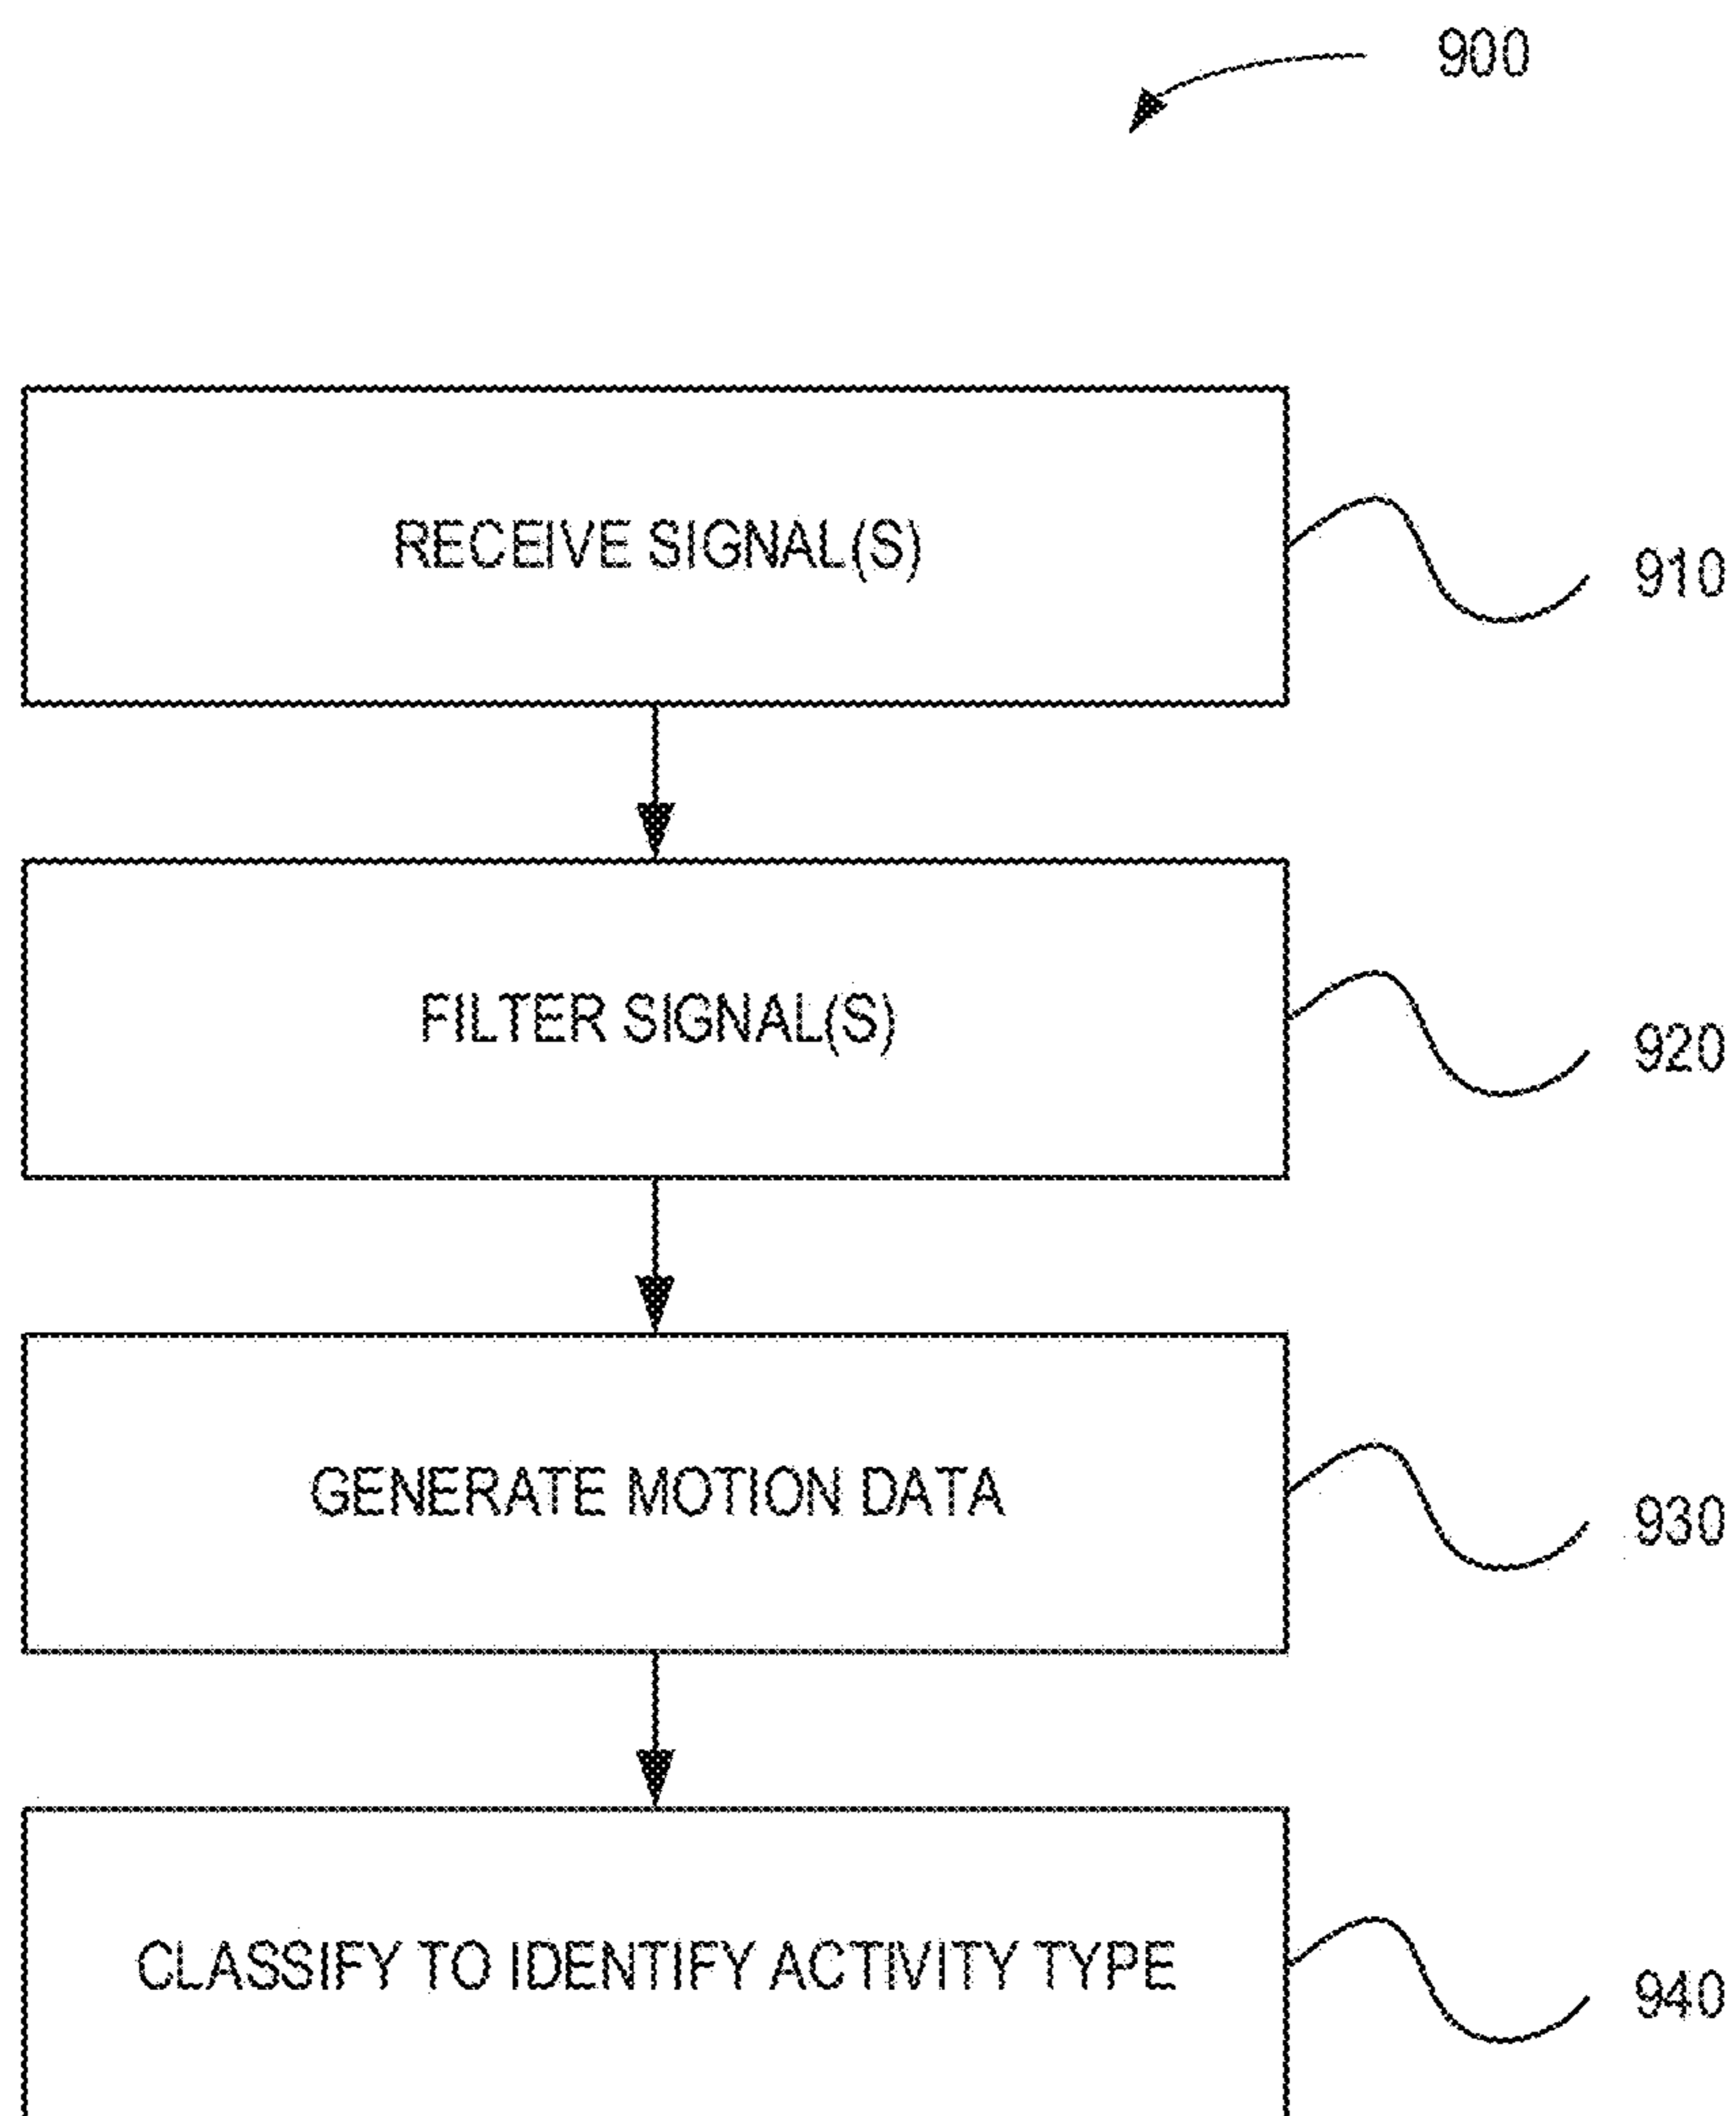 900
RECEIVE SIGNAL(S)
910
FILTER SIGNAL(S)
920
GENERATE MOTION DATA
930
CLASSIFY TO IDENTIFY ACTIVITY TYPE
940